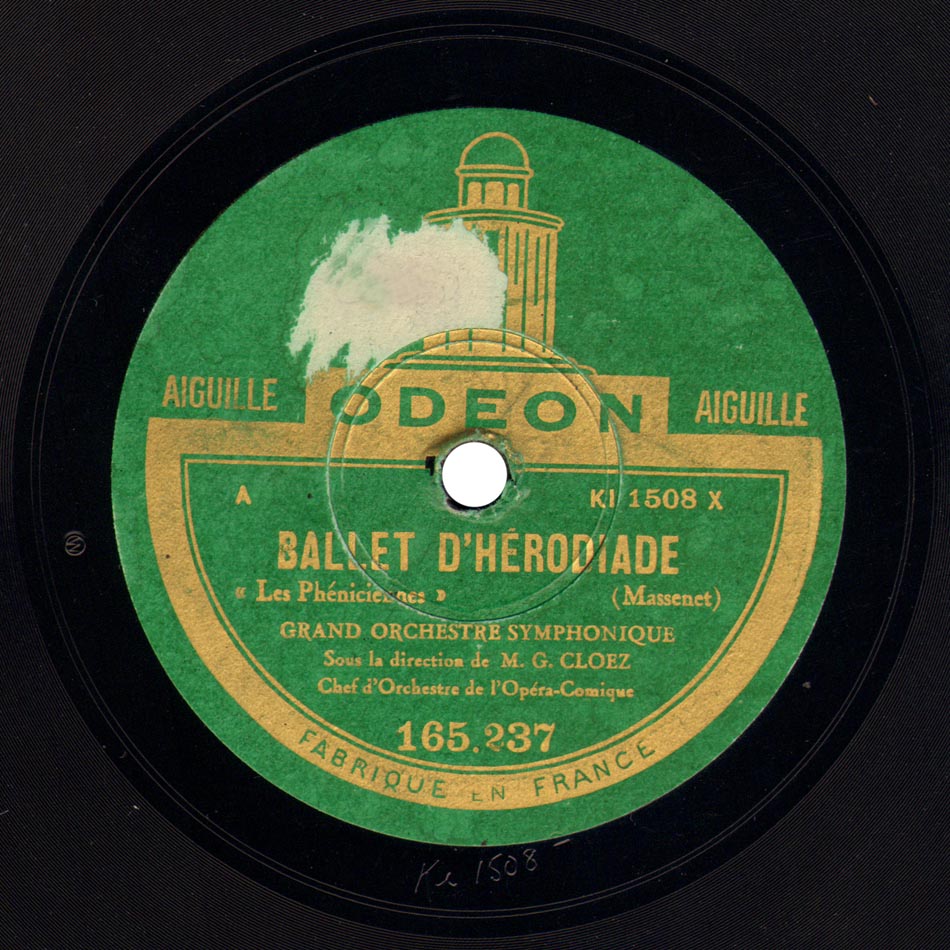 AIGUILLE ODEON AIGUILLE
A KI 1508 X
BALLET D'HÉRODIADE
« Les Phéniciennes » (Massenet)
GRAND ORCHESTRE SYMPHONIQUE
Sous la direction de M. G. CLOEZ
Chef d'Orchestre de l'Opéra-Comique
165.237
FABRIQUE EN FRANCE
Ki 1508